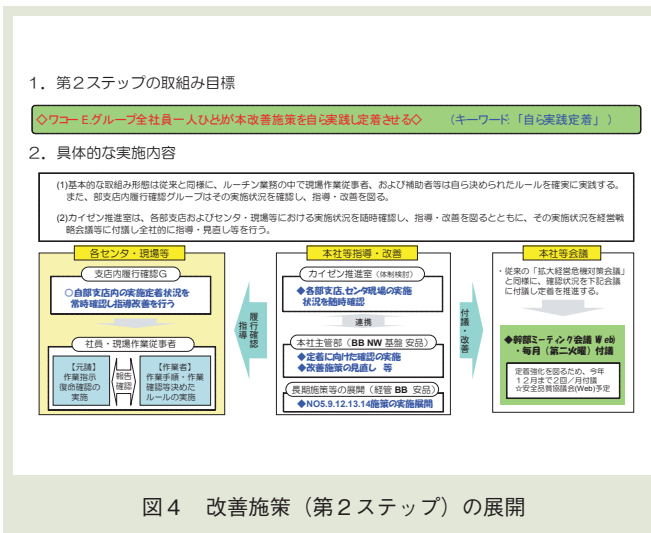 1．第２ステップの取組み目標
◇ワコーE.グループ全社員一人ひとりが本改善施策を自ら実践し定着させる◇　（キーワード：「自ら実践定着」）
2．具体的な実施内容
(1)基本的な取組み形態は従来と同様に、ルーチン業務の中で現場作業従事者、および補助者等は自ら決められたルールを確実に実践する。
また、部支店内履行確認グループはその実施状況を確認し、指導・改善を図る。
(2)カイゼン推進室は、各部支店およびセンタ・現場等における実施状況を随時確認し、指導・改善を図るとともに、その実施状況を経営戦
略会議等に付議し全社的に指導・見直し等を行う。
各センタ・現場等
支店内履行確認Ｇ
○自部支店内の実施定着状況を
常時確認し指導改善を行う
社員・現場作業従事者
【元請】
作業指示
復命確認の
実施
報告
確認
【作業者】
作業手順・作業
確認等決めた
ルールの実施
履行確認
指導
本社等指導・改善
カイゼン推進室（体制検討）
◆各部支店、センタ現場の実施
状況を随時確認
連携
本社主管部（BB NW 基盤 安品）
◆定着に向けた確認の実施
◆改善施策の見直し 等
長期施策等の展開（経管 BB 安品）
◆NO5.9.12.13.14施策の実施展開
付議・改善
本社等会議
・従来の「拡大経営危機対策会議」
と同様に、確認状況を下記会議
に付議し定着を推進する。
◆幹部ミーティング会議 Web)
・毎月（第二火曜）付議
定着強化を図るため、今年
１２月まで２回／月付議
☆安全品質協議会(Web)予定
図４　改善施策（第２ステップ）の展開